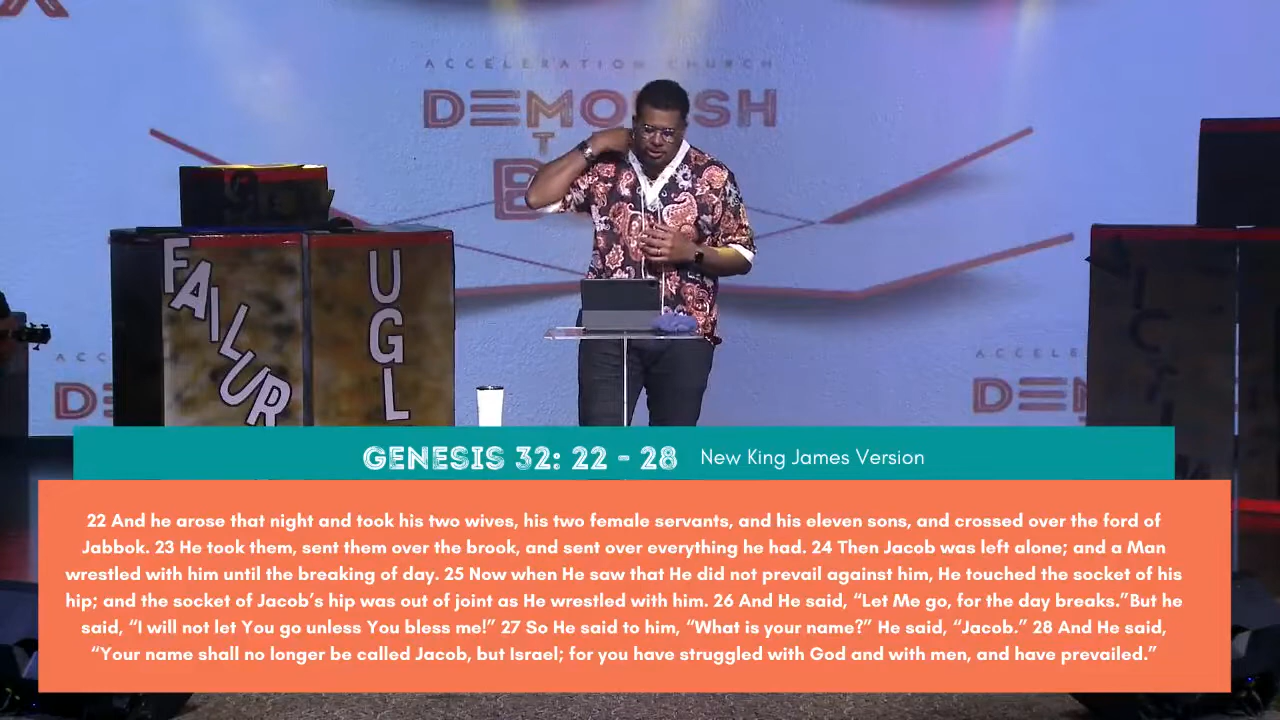 ACCELERATION CHURCH
DEMOLISH
T
B
FAILUR
UGL
ACC
DE
ACCELE
DEM
GENESIS 32: 22 - 28 New King James Version
22 And he arose that night and took his two wives, his two female servants, and his eleven sons, and crossed over the ford of
Jabbok. 23 He took them, sent them over the brook, and sent over everything he had. 24 Then Jacob was left alone; and a Man
wrestled with him until the breaking of day. 25 Now when He saw that He did not prevail against him, He touched the socket of his
hip; and the socket of Jacob's hip was out of joint as He wrestled with him. 26 And He said, “Let Me go, for the day breaks.”But he
said, “I will not let You go unless You bless me!” 27 So He said to him, “What is your name?” He said, “Jacob.” 28 And He said,
“Your name shall no longer be called Jacob, but Israel; for you have struggled with God and with men, and have prevailed.”